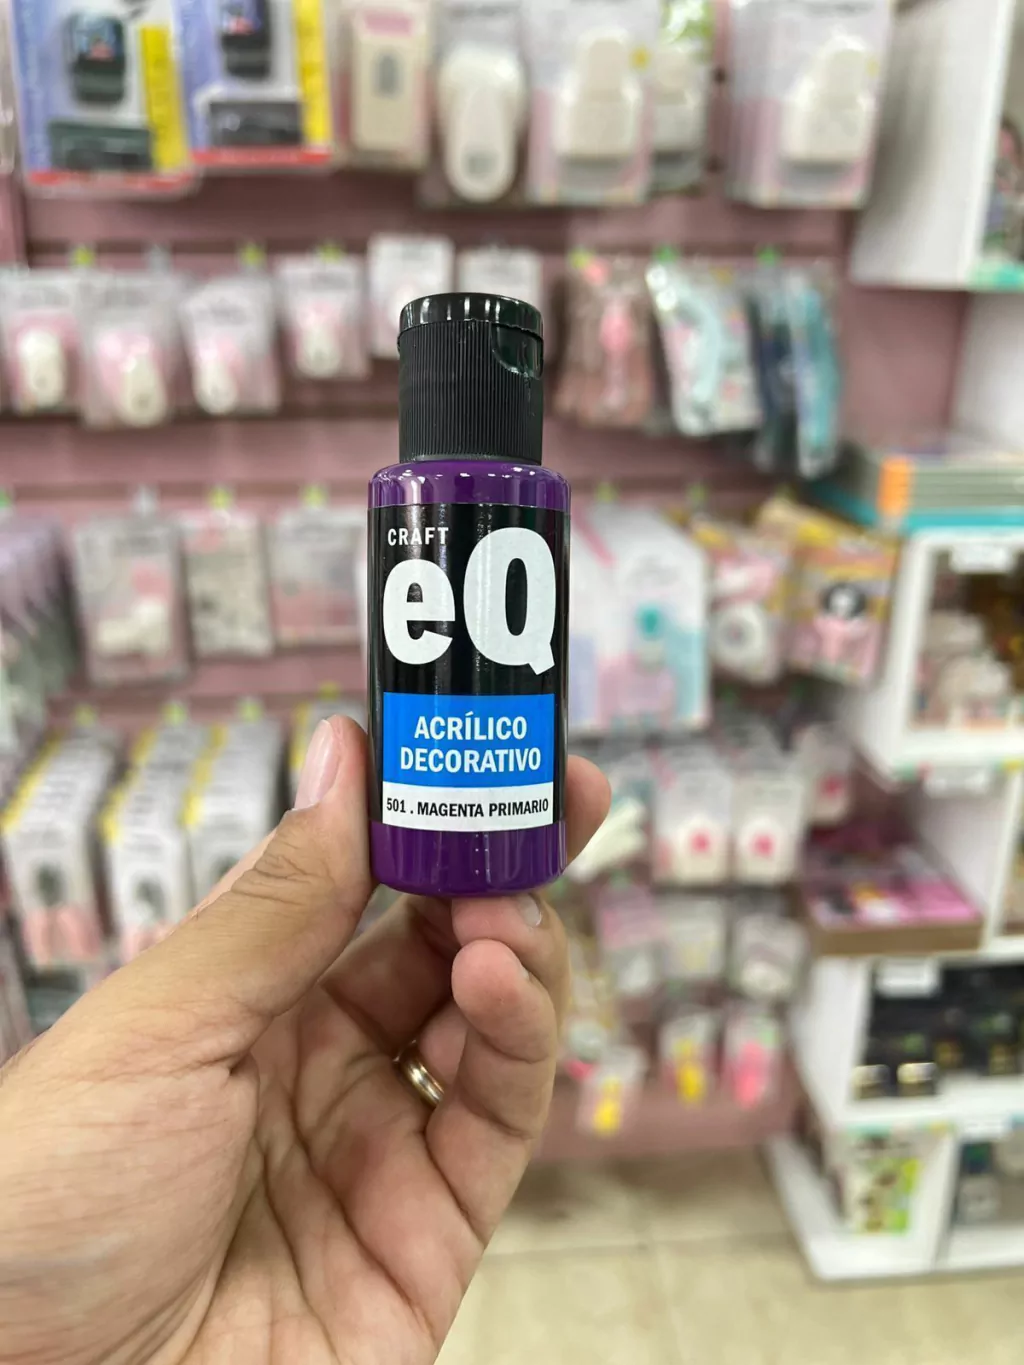 CRAFT
eQ
ACRÍLICO
DECORATIVO
501 . MAGENTA PRIMARIO